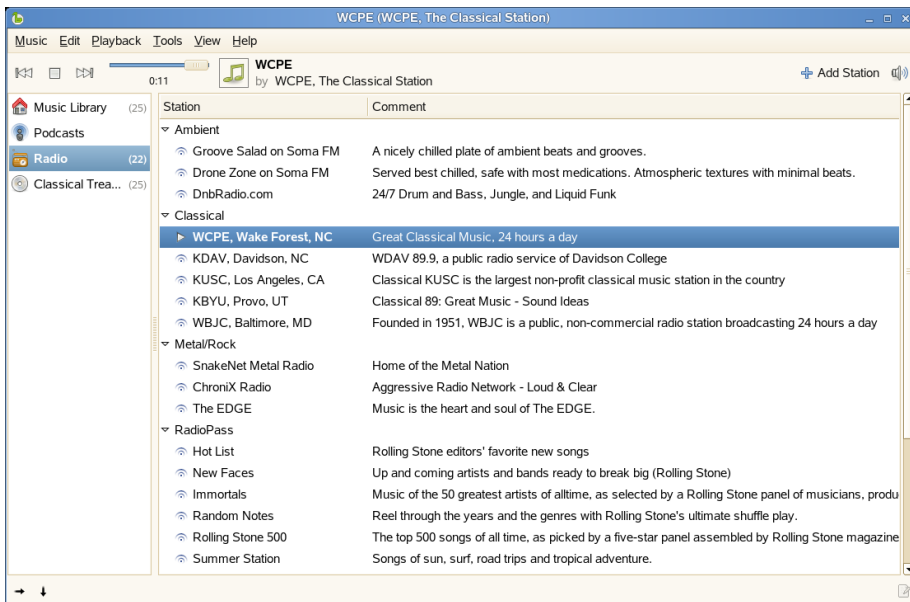 WCPE (WCPE, The Classical Station)
Music Edit Playback Tools View Help
0:11
WCPE
by WCPE, The Classical Station
Add Station
Music Library (25)
Podcasts
Radio (22)
Classical Trea... (25)
Station Comment
Ambient
Groove Salad on Soma FM A nicely chilled plate of ambient beats and grooves.
Drone Zone on Soma FM Served best chilled, safe with most medications. Atmospheric textures with minimal beats.
DnbRadio.com 24/7 Drum and Bass, Jungle, and Liquid Funk
Classical
WCPE, Wake Forest, NC Great Classical Music, 24 hours a day
KDAV, Davidson, NC WDAV 89.9, a public radio service of Davidson College
KUSC, Los Angeles, CA Classical KUSC is the largest non-profit classical music station in the country
KBYU, Provo, UT Classical 89: Great Music - Sound Ideas
WBJC, Baltimore, MD Founded in 1951, WBJC is a public, non-commercial radio station broadcasting 24 hours a day
Metal/Rock
SnakeNet Metal Radio Home of the Metal Nation
ChroniX Radio Aggressive Radio Network - Loud & Clear
The EDGE Music is the heart and soul of The EDGE.
RadioPass
Hot List Rolling Stone editors' favorite new songs
New Faces Up and coming artists and bands ready to break big (Rolling Stone)
Immortals Music of the 50 greatest artists of alltime, as selected by a Rolling Stone panel of musicians, produ
Random Notes Reel through the years and the genres with Rolling Stone's ultimate shuffle play.
Rolling Stone 500 The top 500 songs of all time, as picked by a five-star panel assembled by Rolling Stone magazine
Summer Station Songs of sun, surf, road trips and tropical adventure.